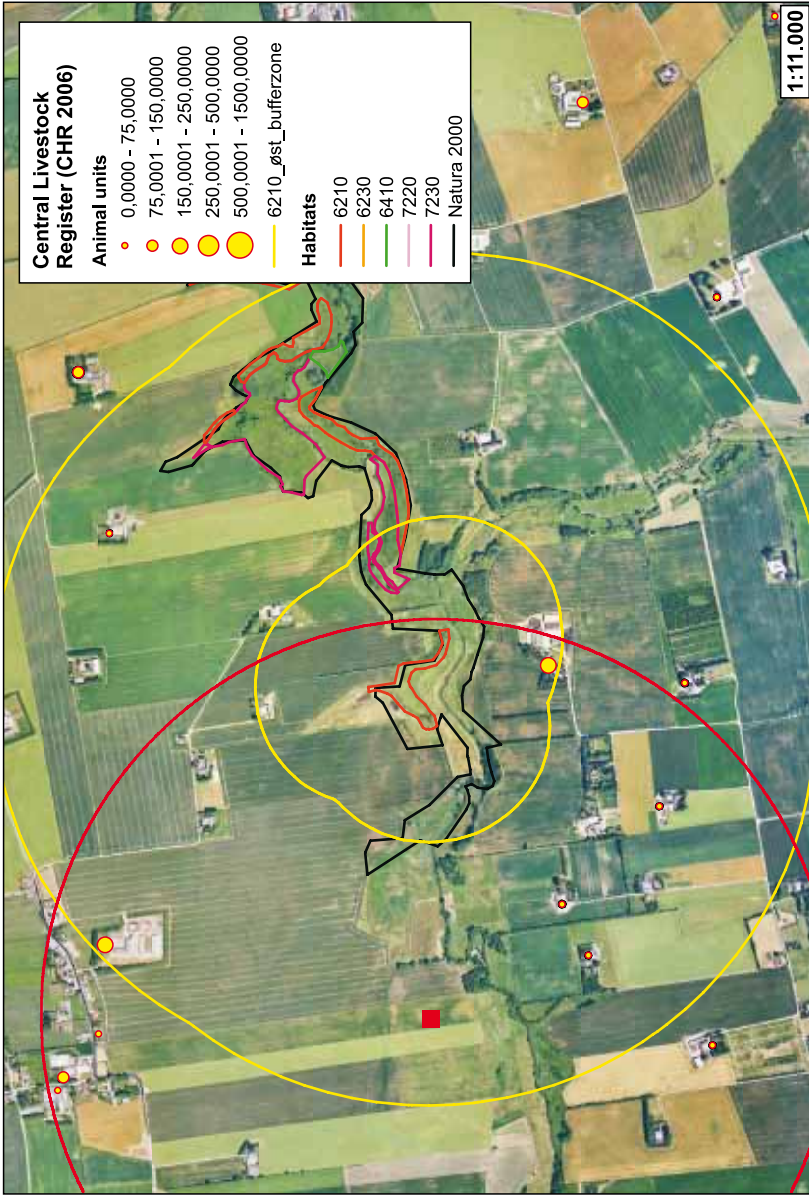 Central Livestock
Register (CHR 2006)
Animal units
0,0000 - 75,0000
75,0001 - 150,0000
150,0001 - 250,0000
250,0001 - 500,0000
500,0001 - 1500,0000
6210_øst_bufferzone
Habitats
6210
6230
6410
7220
7230
Natura 2000
1:11.000